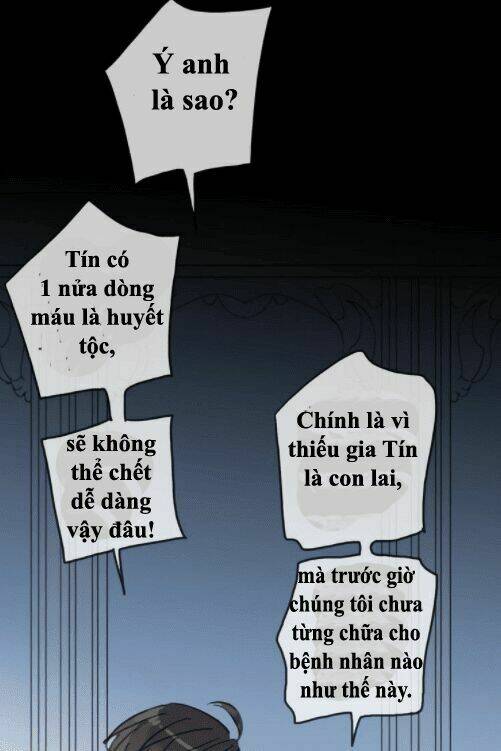 Ý anh
là sao?
Tín có
1 nửa dòng
máu là huyết
tộc,
sẽ không
thể chết
dễ dàng
vậy đâu!
Chính là vì
thiếu gia Tín
là con lai,
mà trước giờ
chúng tôi chưa
từng chữa cho
bệnh nhân nào
như thế này.